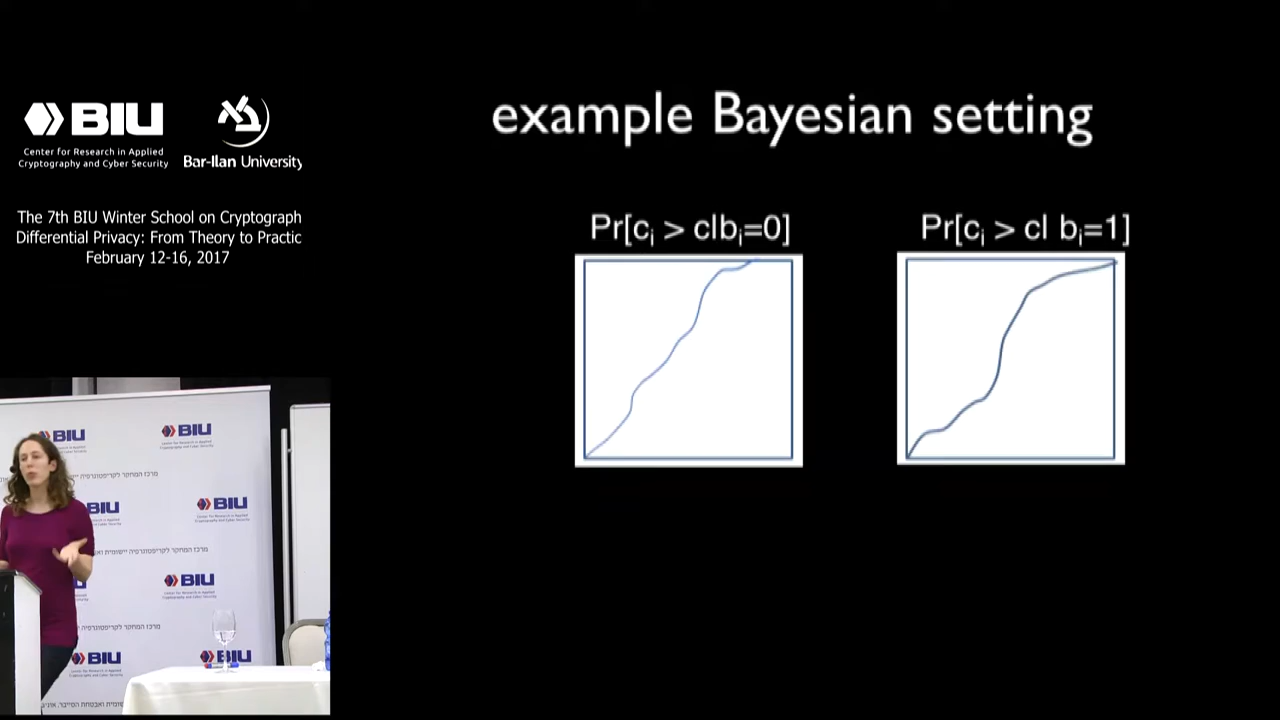 BIU
Center for Research in Applied
Cryptography and Cyber Security
Bar-Ilan University
The 7th BIU Winter School on Cryptograph
Differential Privacy: From Theory to Practic
February 12-16, 2017
example Bayesian setting
Pr[ci > c|bi=0]
Pr[ci > c| bi=1]
BIU
BIU
BIU
BIU
BIU
BIU
BIU